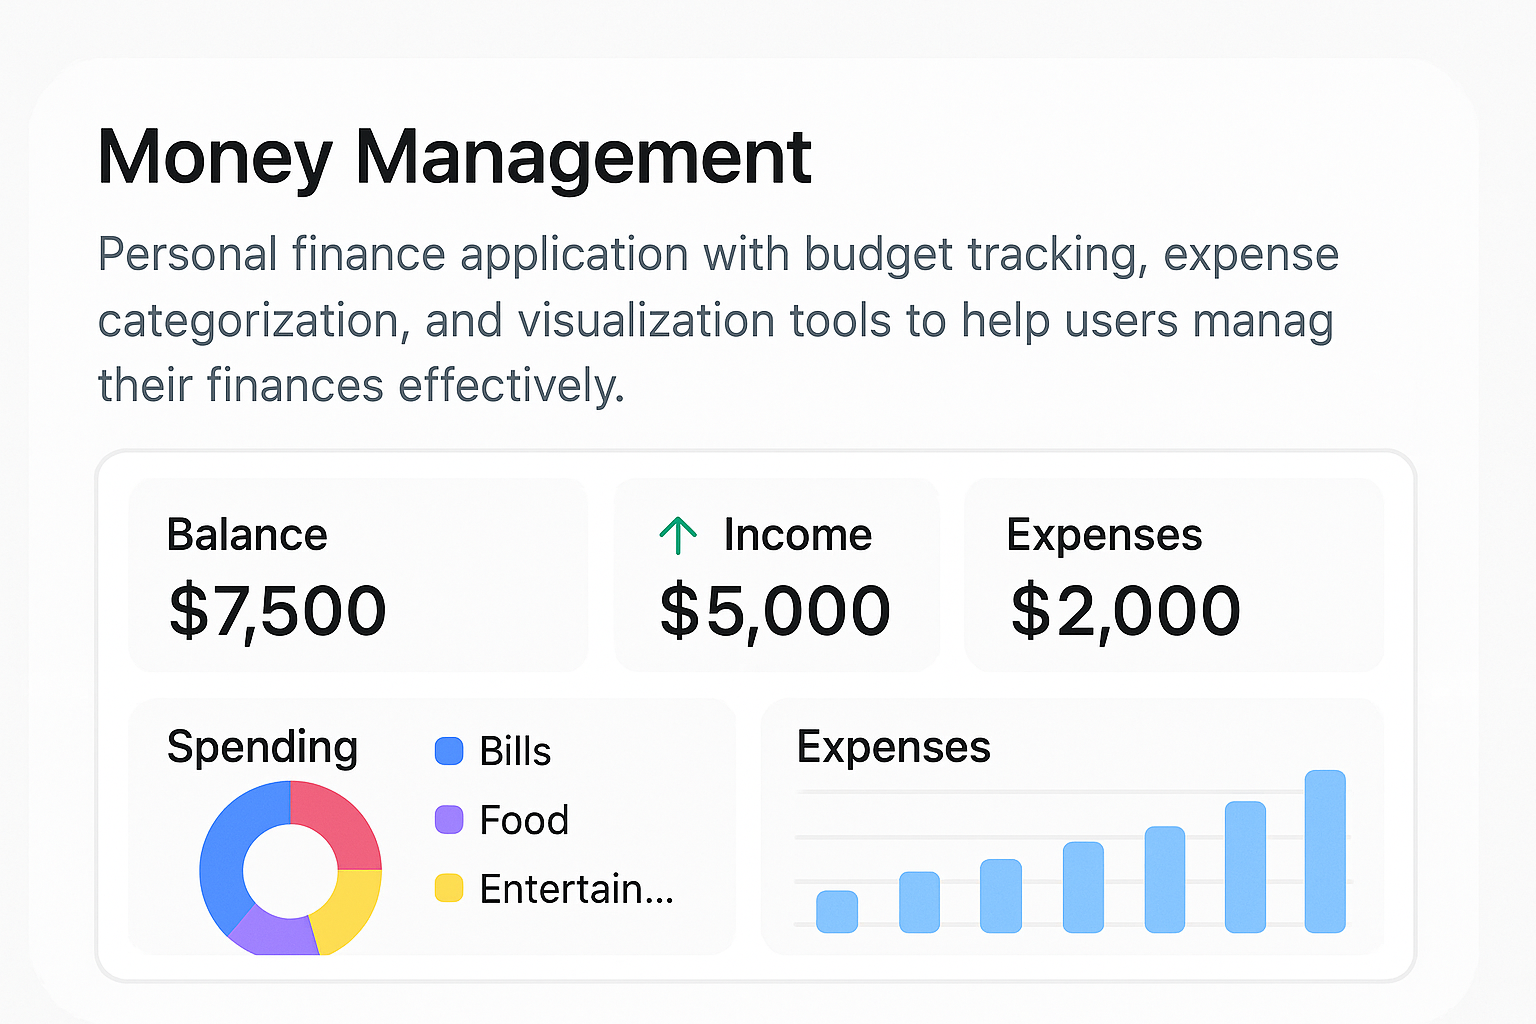 Money Management
Personal finance application with budget tracking, expense
categorization, and visualization tools to help users manag
their finances effectively.
Balance
$7,500
Income
$5,000
Expenses
$2,000
Spending
Bills
Food
Entertain...
Expenses